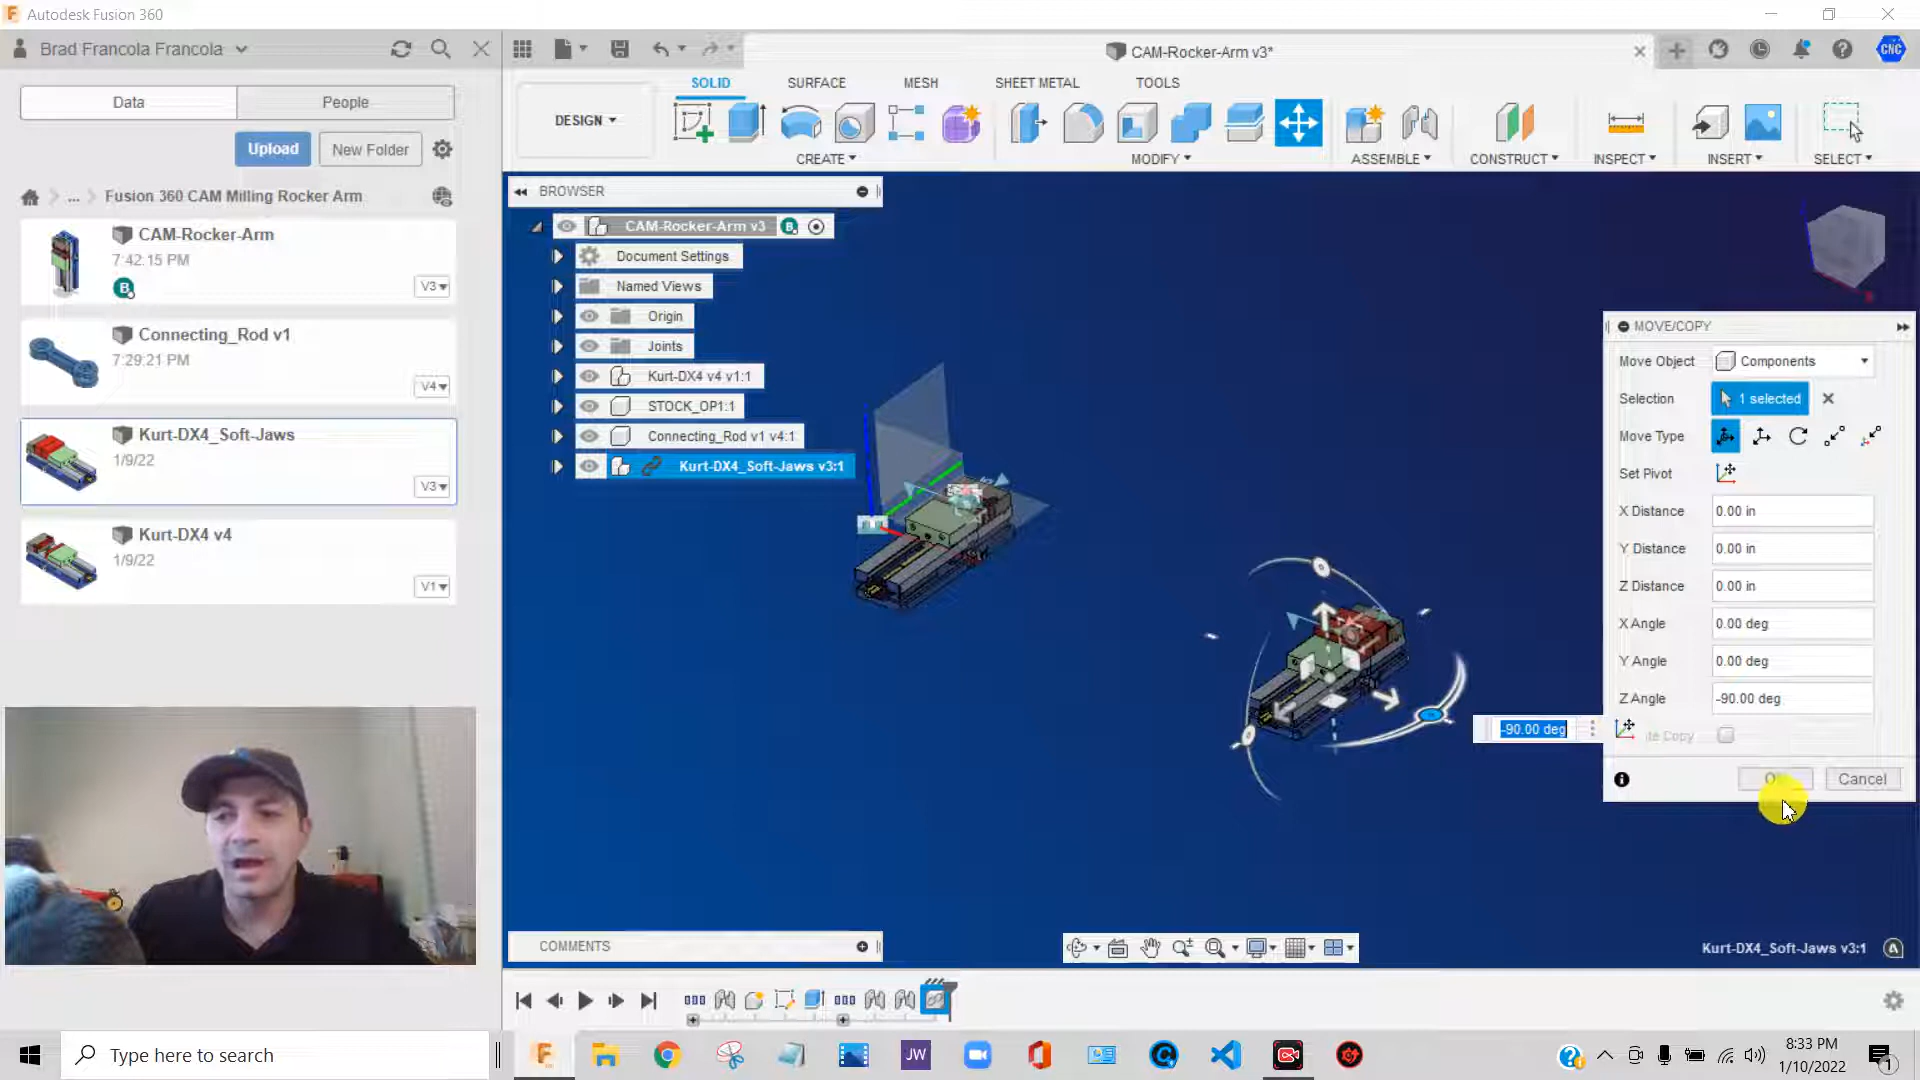 Autodesk Fusion 360
Brad Francola Francola
CAM-Rocker-Arm v3*
CNC
Data
People
SOLID
SURFACE
MESH
SHEET METAL
TOOLS
DESIGN
Upload
New Folder
CREATE
MODIFY
ASSEMBLE
CONSTRUCT
INSPECT
INSERT
SELECT
... Fusion 360 CAM Milling Rocker Arm
CAM-Rocker-Arm
7:42:15 PM
B
V3
Connecting_Rod v1
7:29:21 PM
V4
Kurt-DX4_Soft-Jaws
1/9/22
V3
Kurt-DX4 v4
1/9/22
V1
BROWSER
CAM-Rocker-Arm v3
B
Document Settings
Named Views
Origin
Joints
Kurt-DX4 v4 v1:1
STOCK_OP1:1
Connecting_Rod v1 v4:1
Kurt-DX4_Soft-Jaws v3:1
MOVE/COPY
Move Object
Components
Selection
1 selected
Move Type
Set Pivot
X Distance
0.00 in
Y Distance
0.00 in
Z Distance
0.00 in
X Angle
0.00 deg
Y Angle
0.00 deg
Z Angle
-90.00 deg
-90.00 deg
te Copy
Cancel
COMMENTS
Kurt-DX4_Soft-Jaws v3:1
Type here to search
JW
8:33 PM
1/10/2022
1